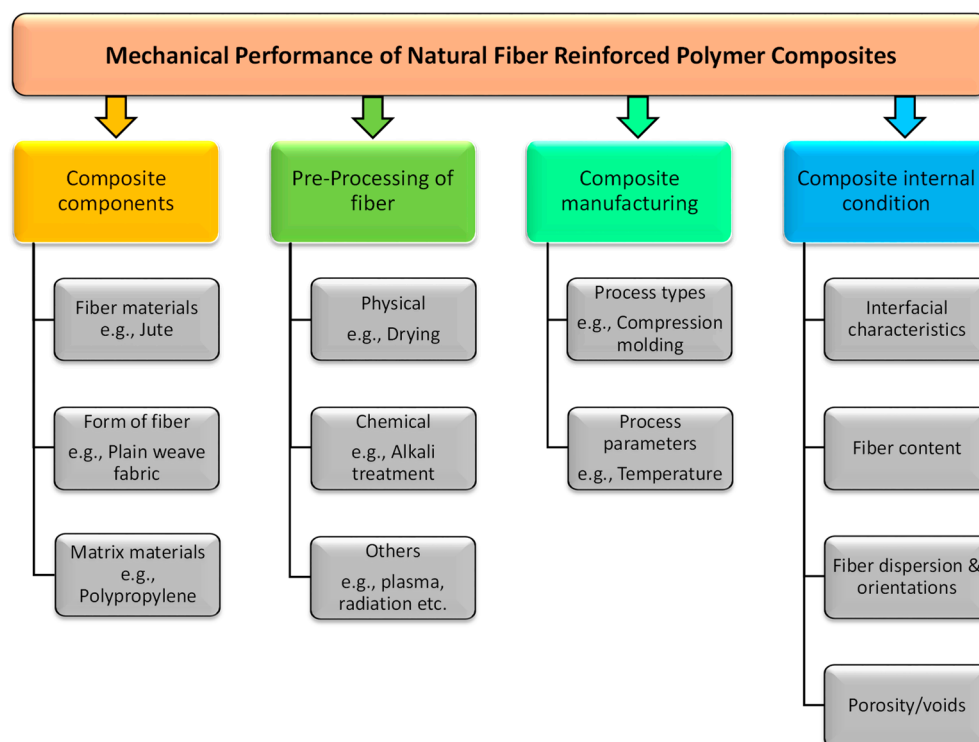 Mechanical Performance of Natural Fiber Reinforced Polymer Composites
Composite
components
Fiber materials
e.g., Jute
Form of fiber
e.g., Plain weave
fabric
Matrix materials
e.g.,
Polypropylene
Pre-Processing of
fiber
Physical
e.g., Drying
Chemical
e.g., Alkali
treatment
Others
e.g., plasma,
radiation etc.
Composite
manufacturing
Process types
e.g., Compression
molding
Process
parameters
e.g., Temperature
Composite internal
condition
Interfacial
characteristics
Fiber content
Fiber dispersion &
orientations
Porosity/voids